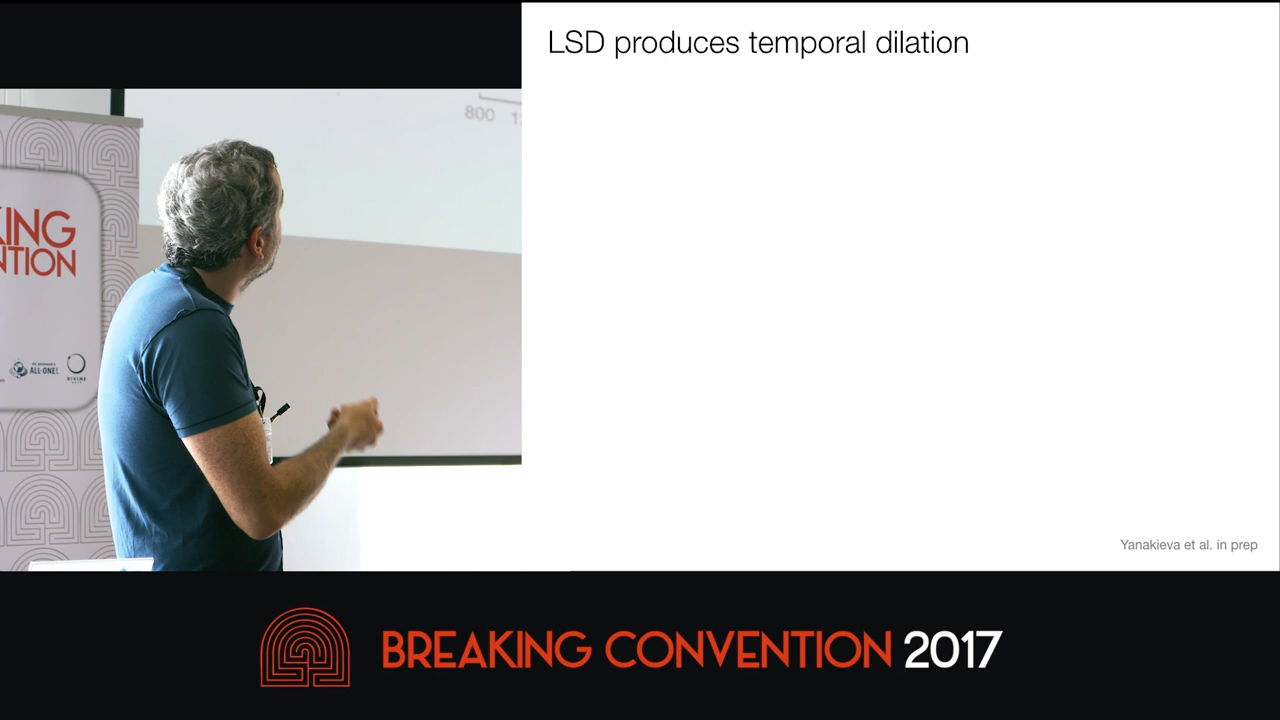 LSD produces temporal dilation
800
KING
NTION
ALL-ONE!
Yanakieva et al. in prep
BREAKING CONVENTION 2017